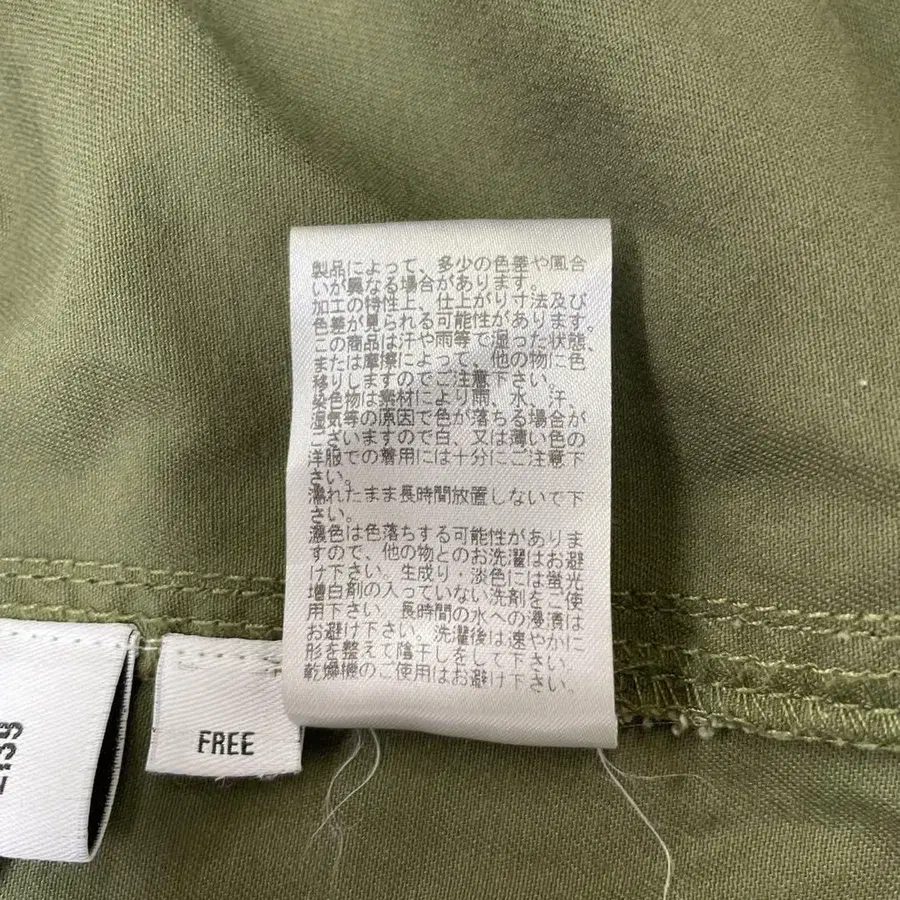 製品によって、多少の色差や風合
いが異なる場合があります。
加工の特性上、仕上がり寸法及び
色差が見られる可能性があります。
この商品は汗や雨等で湿った状態、
または摩擦によって、他の物に色
移りしますのでご注意下さい。
染色物は素材により雨、水、汗、
湿気等の原因で色が落ちる場合が
ございますので白、又は薄い色の
洋服での着用には十分にご注意下
さい。
濡れたまま長時間放置しないで下
さい。
濃色は色落ちする可能性がありま
すので、他の物とのお洗濯はお避
け下さい。生成り・淡色には蛍光
増白剤の入っていない洗剤をご使
用下さい。長時間の水への浸漬は
お避け下さい。洗濯後は速やかに
形を整えて陰干しをして下さい。
乾燥機のご使用はお避け下さい。
FREE